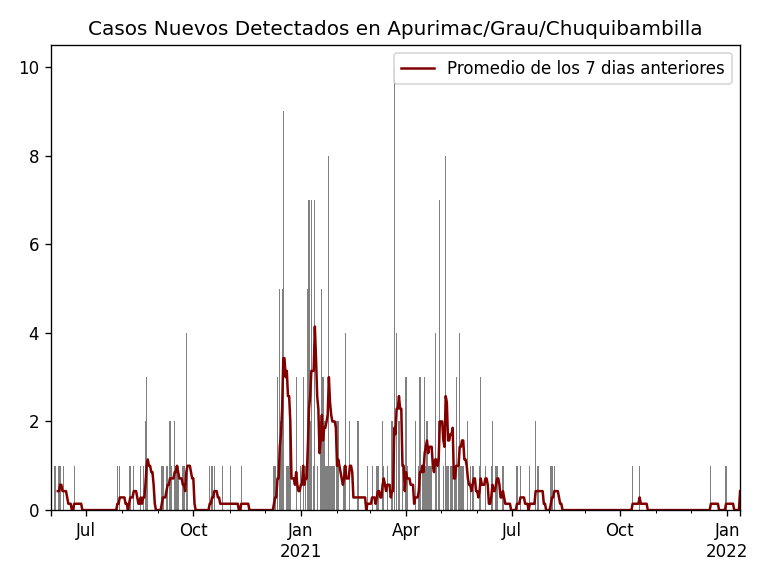 Casos Nuevos Detectados en Apurimac/Grau/Chuquibambilla
Promedio de los 7 dias anteriores
10
8
6
4
2
0
Jul Oct Jan Apr Jul Oct Jan
2021 2022